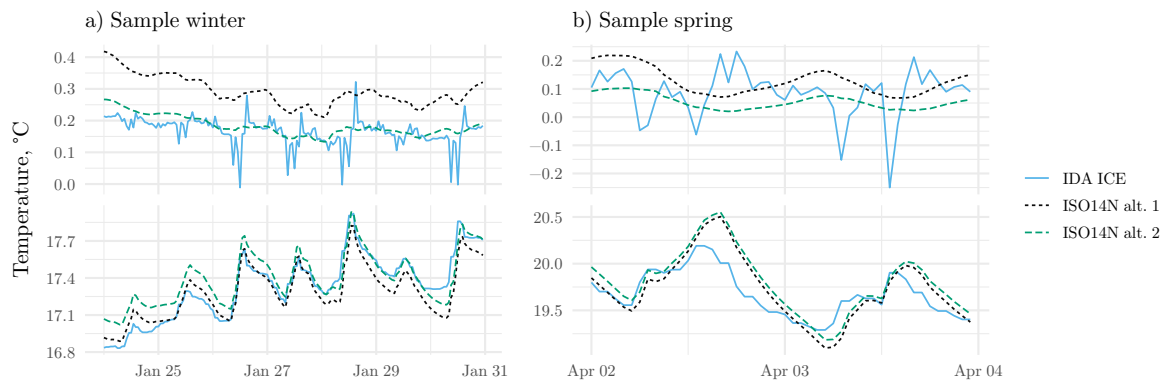 a) Sample winter
b) Sample spring
Temperature, °C
0.4
0.3
0.2
0.1
0.0
17.7
17.4
17.1
16.8
Jan 25
Jan 27
Jan 29
Jan 31
0.2
0.1
0.0
−0.1
−0.2
20.5
20.0
19.5
Apr 02
Apr 03
Apr 04
IDA ICE
ISO14N alt. 1
ISO14N alt. 2